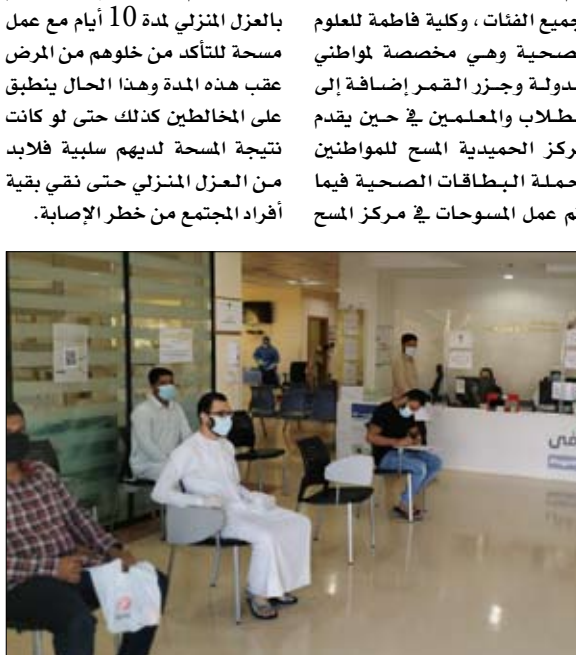 جميع الفئات ، وكلية فاطمة للعلوم
الصحية وهي مخصصة لمواطني
الدولة وجزر القمر إضافة إلى
الطلاب والمعلمين في حين يقدم
مركز الحميدية المسح للمواطنين
وحملة البطاقات الصحية فيما
تم عمل المسوحات في مركز المسح
بالعزل المنزلي لمدة 10 أيام مع عمل
مسحة للتأكد من خلوهم من المرض
عقب هذه المدة وهذا الحال ينطبق
على المخالطين كذلك حتى لو كانت
نتيجة المسحة لديهم سلبية فلابد
من العزل المنزلي حتى نقي بقية
أفراد المجتمع من خطر الإصابة.